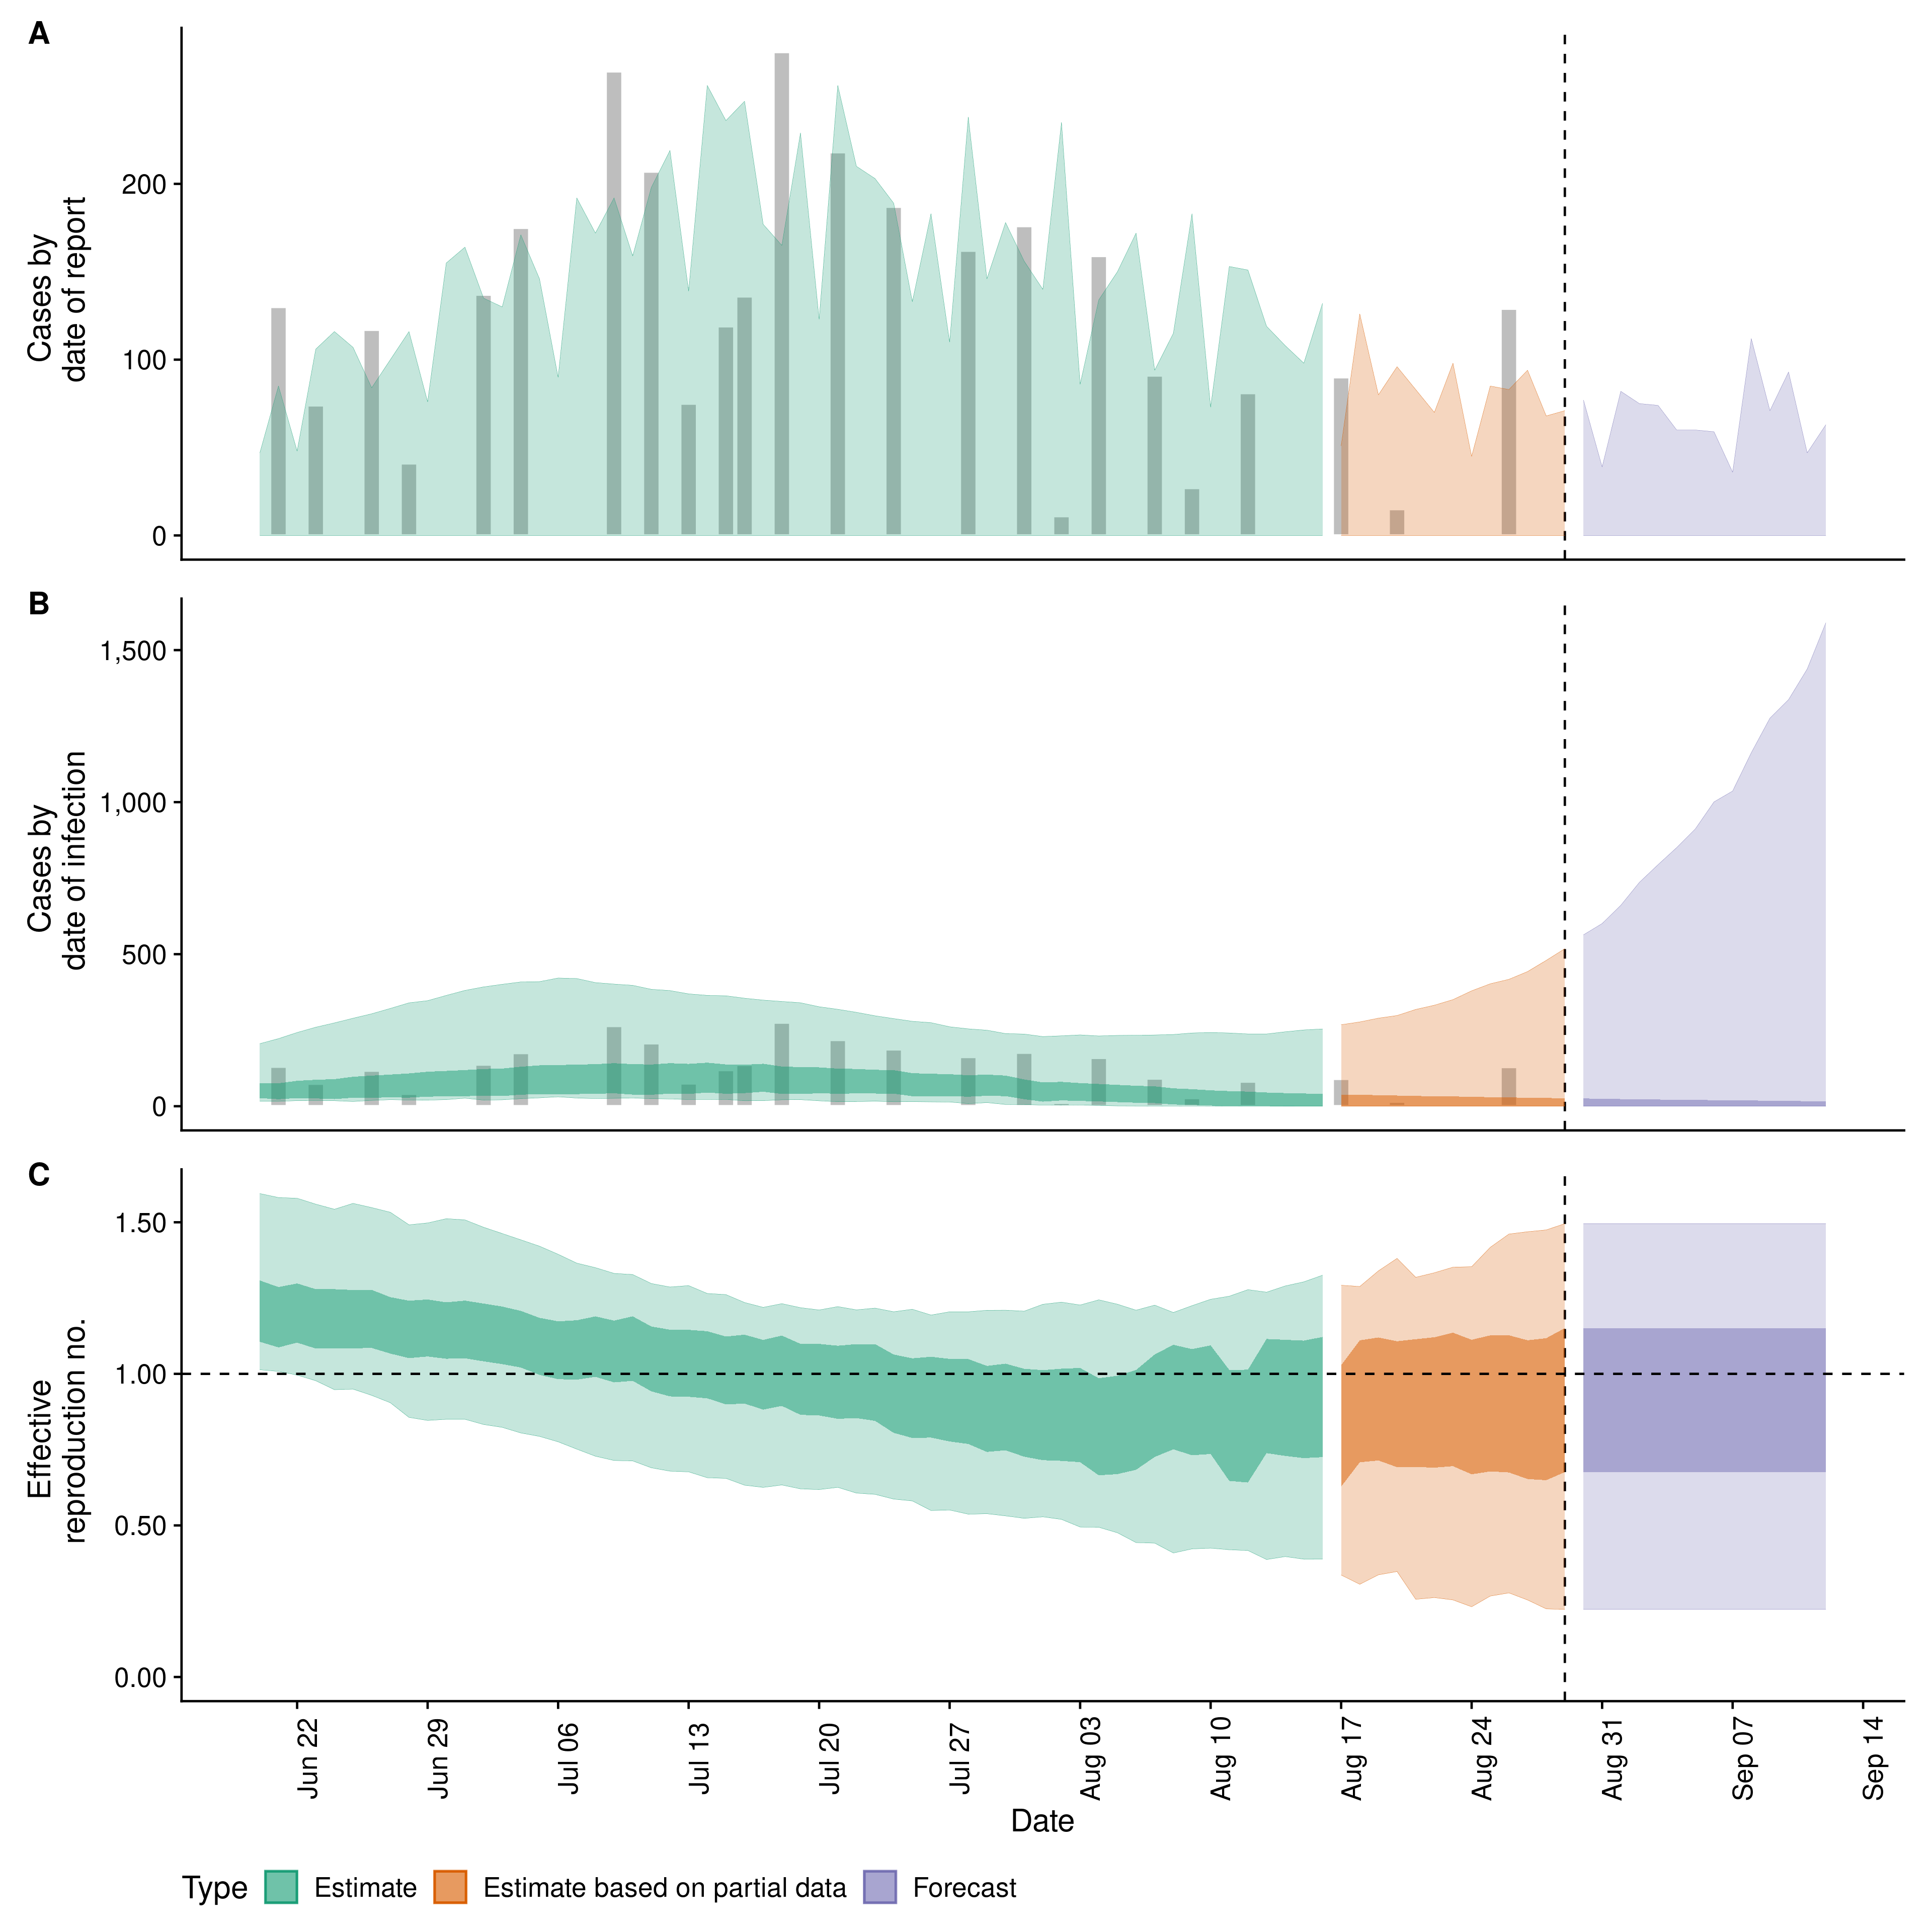 A
Cases by
date of report
200
100
0
B
Cases by
date of infection
1,500
1,000
500
0
C
Effective
reproduction no.
1.50
1.00
0.50
0.00
Jun 22
Jun 29
Jul 06
Jul 13
Jul 20
Jul 27
Aug 03
Aug 10
Aug 17
Aug 24
Aug 31
Sep 07
Sep 14
Date
Type
Estimate
Estimate based on partial data
Forecast